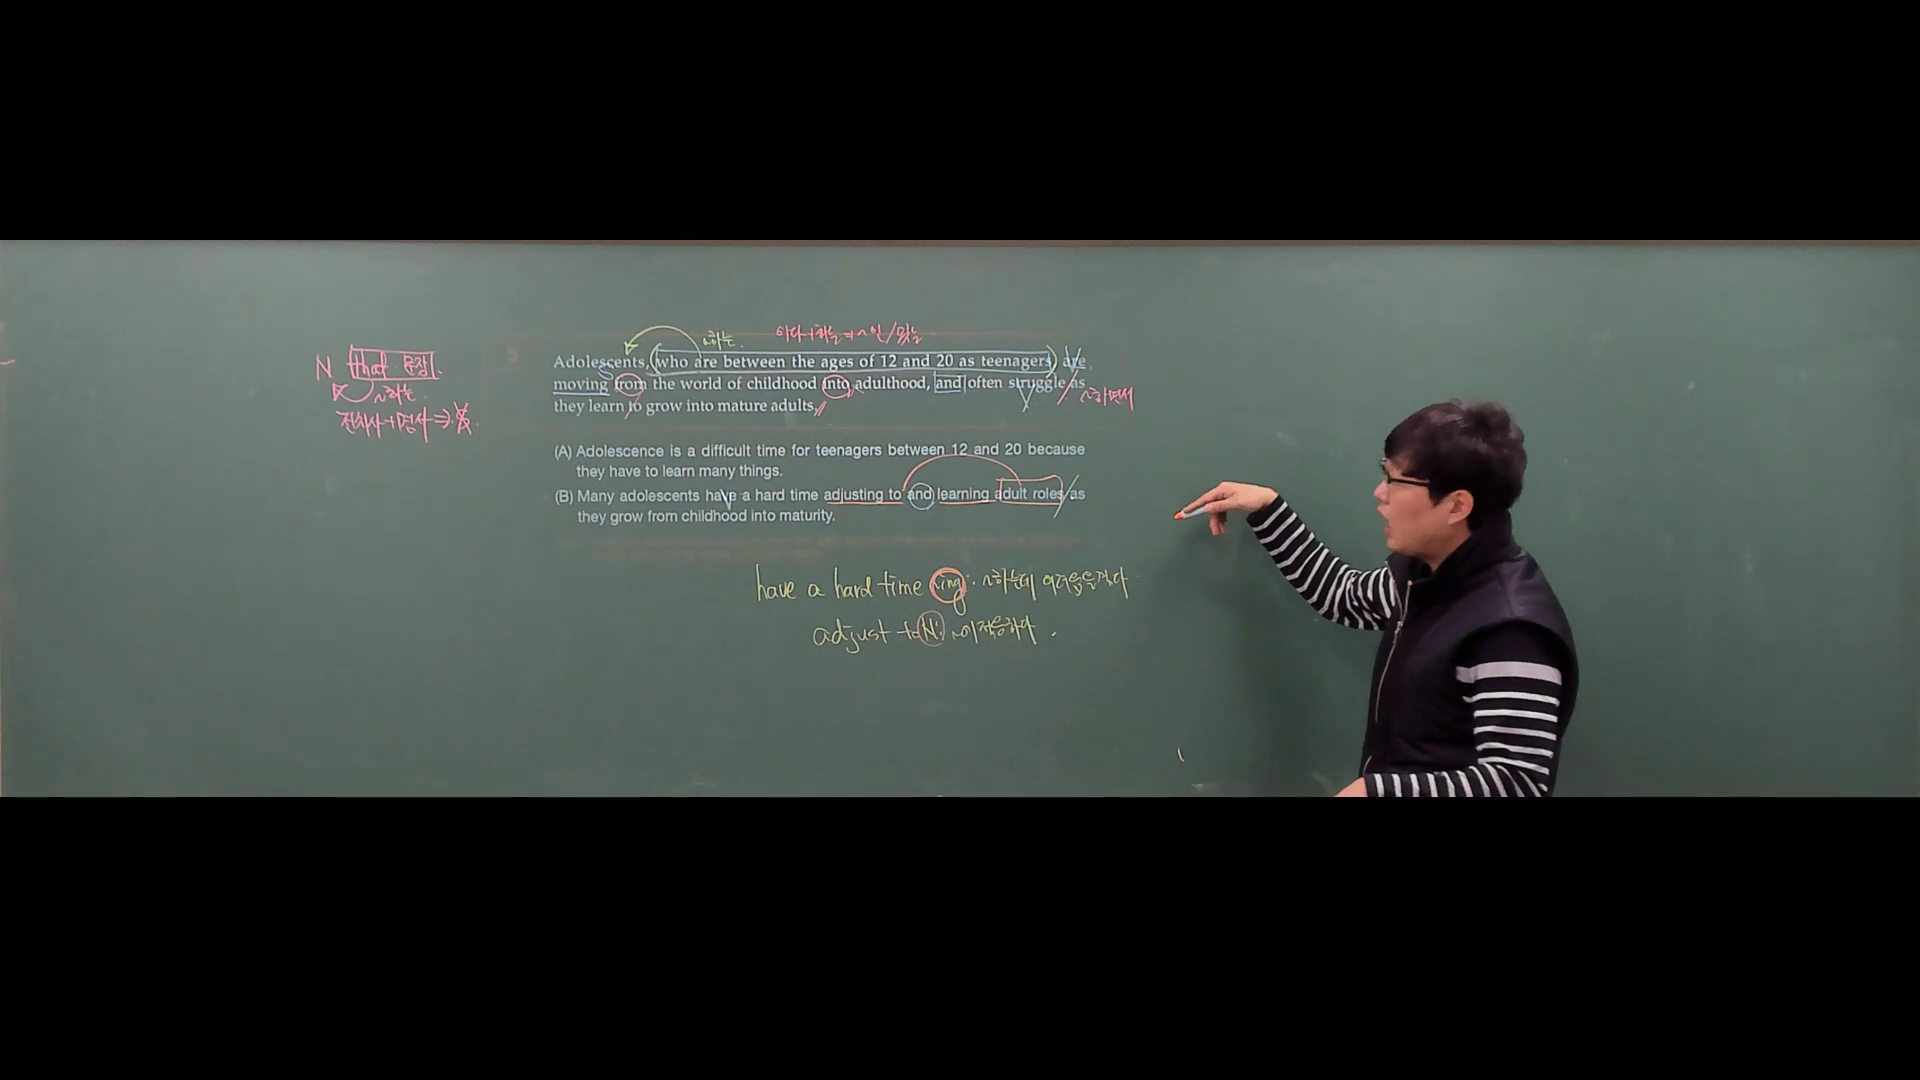 ~하는 이다+하는 ⇒ ~인/있는
N that 문장.
~하는.
전치사+명사 ⇒
Adolescents, (who are between the ages of 12 and 20 as teenagers) are
moving from the world of childhood into adulthood, and often struggle as
~하면서
they learn to grow into mature adults.
(A) Adolescence is a difficult time for teenagers between 12 and 20 because
they have to learn many things.
(B) Many adolescents have a hard time adjusting to and learning adult roles as
they grow from childhood into maturity.
have a hard time ~ing. ~하는데 어려움을 겪다
adjust to N: ~에 적응하다.